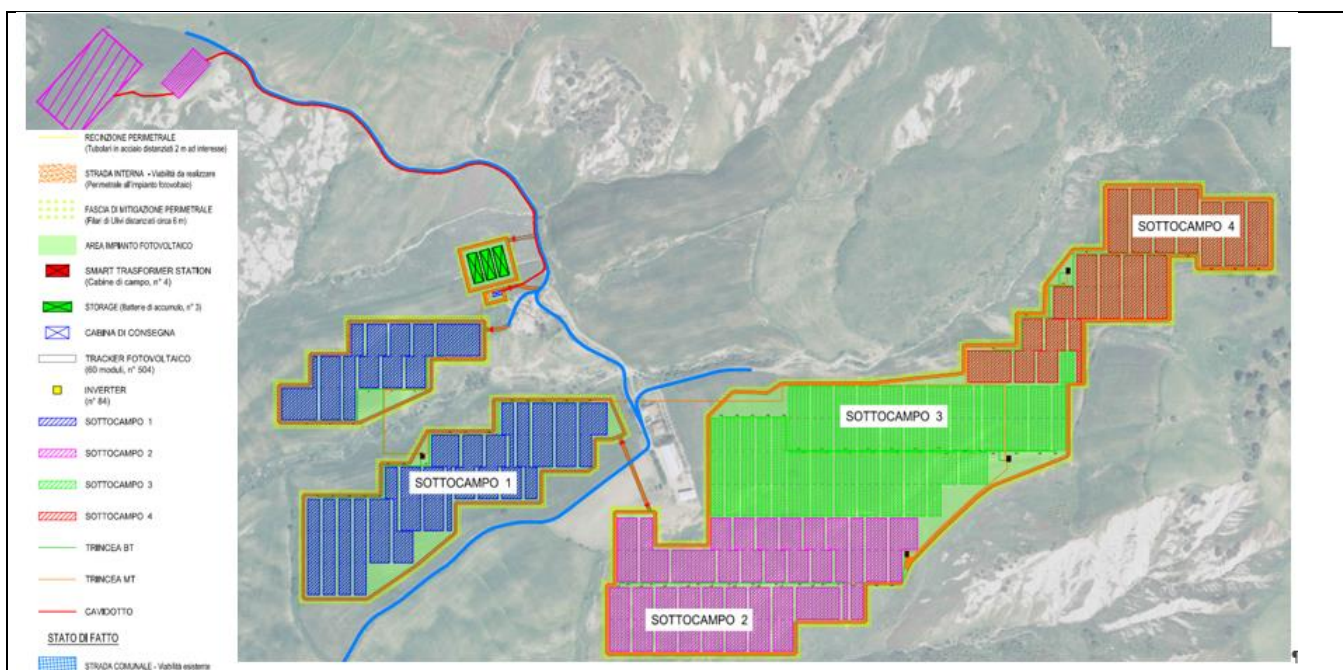 RECINZIONE PERIMETRALE
(Tubolari in acciaio distanziati 2 m ad interesse)
STRADA INTERNA - Viabilità da realizzare
(Perimetrale all'impianto fotovoltaico)
FASCIA DI MITIGAZIONE PERIMETRALE
(Filari di Ulivi distanziati circa 6 m)
AREA IMPIANTO FOTOVOLTAICO
SMART TRASFORMER STATION
(Cabine di campo, n° 4)
STORAGE (Batterie di accumulo, n° 3)
CABINA DI CONSEGNA
TRACKER FOTOVOLTAICO
(60 moduli, n° 504)
INVERTER
(n° 84)
SOTTOCAMPO 1
SOTTOCAMPO 2
SOTTOCAMPO 3
SOTTOCAMPO 4
TRINCEA BT
TRINCEA MT
CAVIDOTTO
STATO DI FATTO
STRADA COMUNALE - Viabilità esistente
SOTTOCAMPO 4
SOTTOCAMPO 3
SOTTOCAMPO 1
SOTTOCAMPO 2
¶